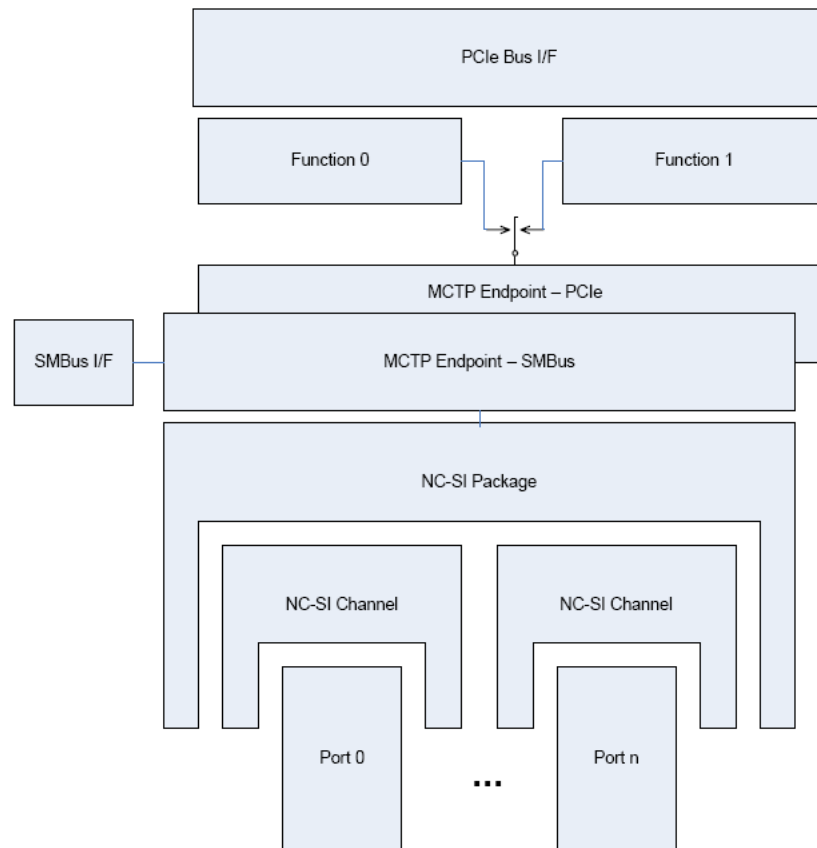 PCIe Bus I/F
Function 0
Function 1
MCTP Endpoint – PCIe
SMBus I/F
MCTP Endpoint – SMBus
NC-SI Package
NC-SI Channel
NC-SI Channel
Port 0
...
Port n